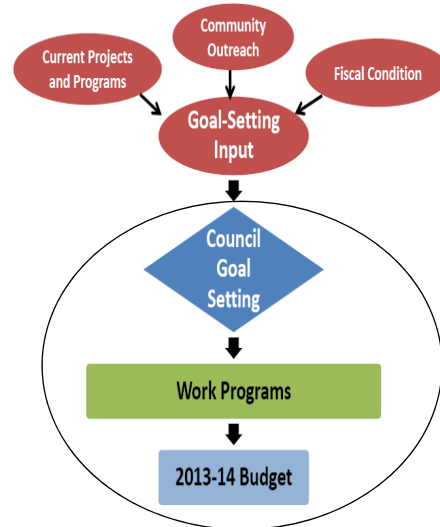 Community
Outreach
Current Projects
and Programs
Fiscal Condition
Goal-Setting
Input
Council
Goal
Setting
Work Programs
2013-14 Budget